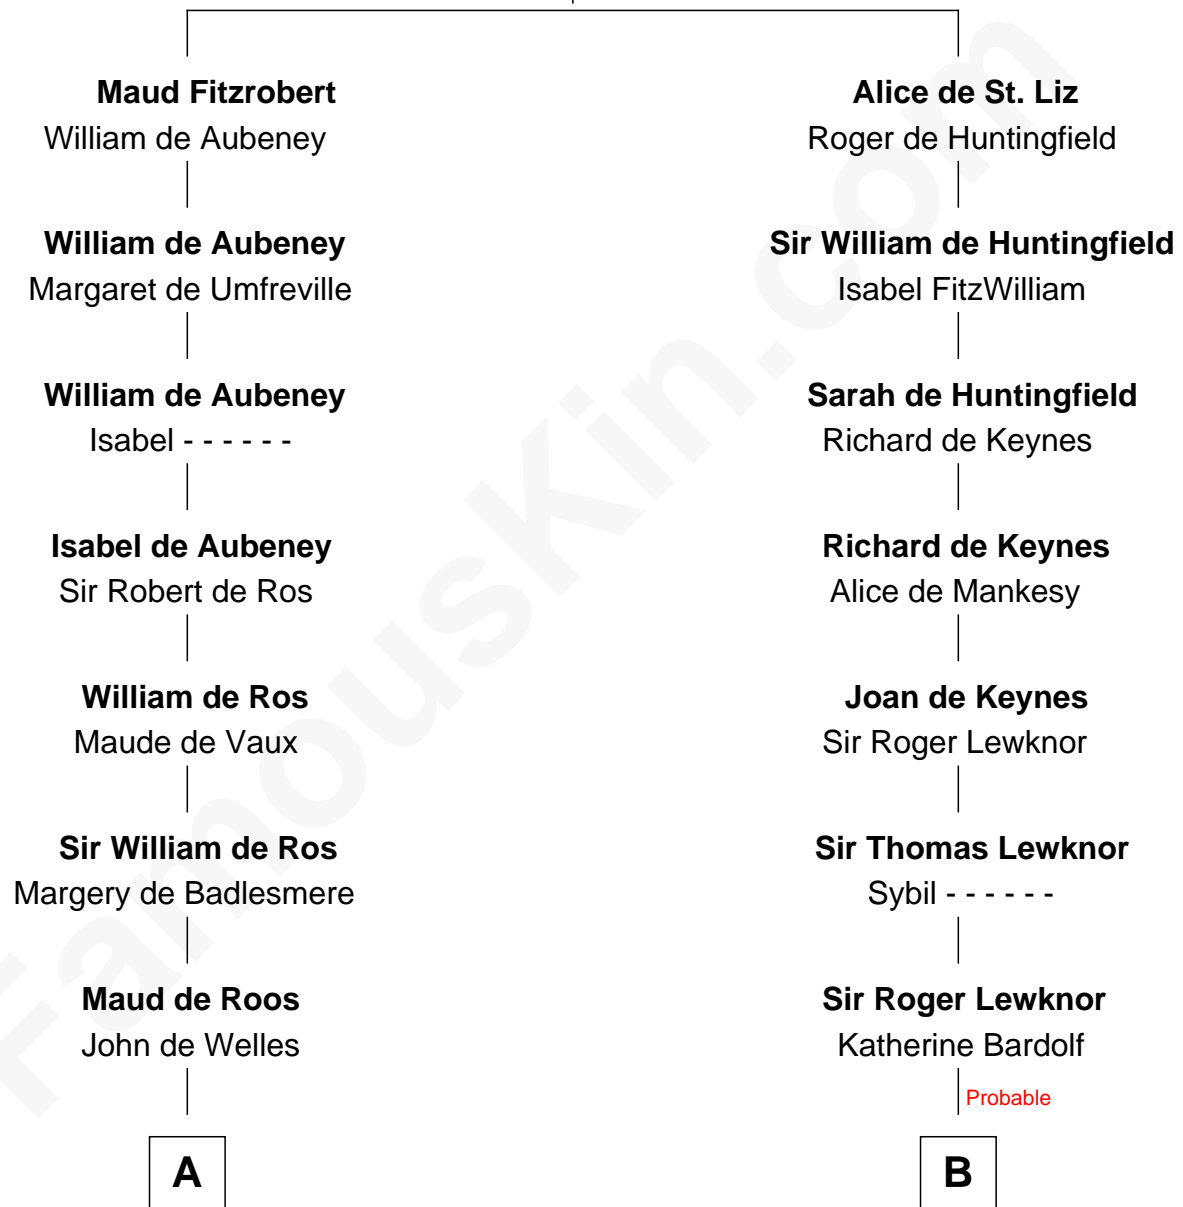 Maud Fitzrobert
William de Aubeney
Alice de St. Liz
Roger de Huntingfield
William de Aubeney
Margaret de Umfreville
Sir William de Huntingfield
Isabel FitzWilliam
William de Aubeney
Isabel - - - - - -
Sarah de Huntingfield
Richard de Keynes
Isabel de Aubeney
Sir Robert de Ros
Richard de Keynes
Alice de Mankesy
William de Ros
Maude de Vaux
Joan de Keynes
Sir Roger Lewknor
Sir William de Ros
Margery de Badlesmere
Sir Thomas Lewknor
Sybil - - - - - -
Maud de Roos
John de Welles
Sir Roger Lewknor
Katherine Bardolf
Probable
A
B
FamousKin.com